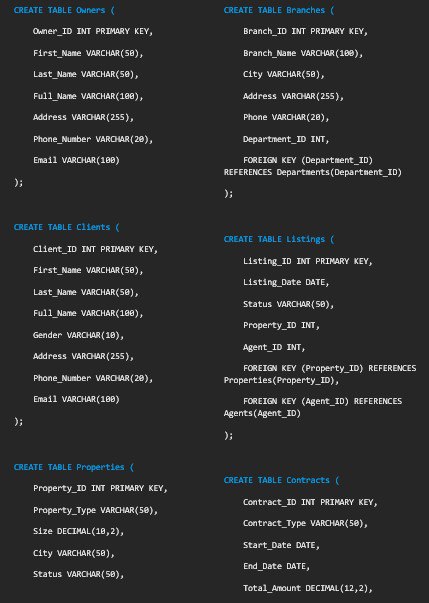 CREATE TABLE Owners (
Owner_ID INT PRIMARY KEY,
First_Name VARCHAR(50),
Last_Name VARCHAR(50),
Full_Name VARCHAR(100),
Address VARCHAR(255),
Phone_Number VARCHAR(20),
Email VARCHAR(100)
);
CREATE TABLE Clients (
Client_ID INT PRIMARY KEY,
First_Name VARCHAR(50),
Last_Name VARCHAR(50),
Full_Name VARCHAR(100),
Gender VARCHAR(10),
Address VARCHAR(255),
Phone_Number VARCHAR(20),
Email VARCHAR(100)
);
CREATE TABLE Properties (
Property_ID INT PRIMARY KEY,
Property_Type VARCHAR(50),
Size DECIMAL(10,2),
City VARCHAR(50),
Status VARCHAR(50),
CREATE TABLE Branches (
Branch_ID INT PRIMARY KEY,
Branch_Name VARCHAR(100),
City VARCHAR(50),
Address VARCHAR(255),
Phone VARCHAR(20),
Department_ID INT,
FOREIGN KEY (Department_ID)
REFERENCES Departments(Department_ID)
);
CREATE TABLE Listings (
Listing_ID INT PRIMARY KEY,
Listing_Date DATE,
Status VARCHAR(50),
Property_ID INT,
Agent_ID INT,
FOREIGN KEY (Property_ID) REFERENCES
Properties(Property_ID),
FOREIGN KEY (Agent_ID) REFERENCES
Agents(Agent_ID)
);
CREATE TABLE Contracts (
Contract_ID INT PRIMARY KEY,
Contract_Type VARCHAR(50),
Start_Date DATE,
End_Date DATE,
Total_Amount DECIMAL(12,2),